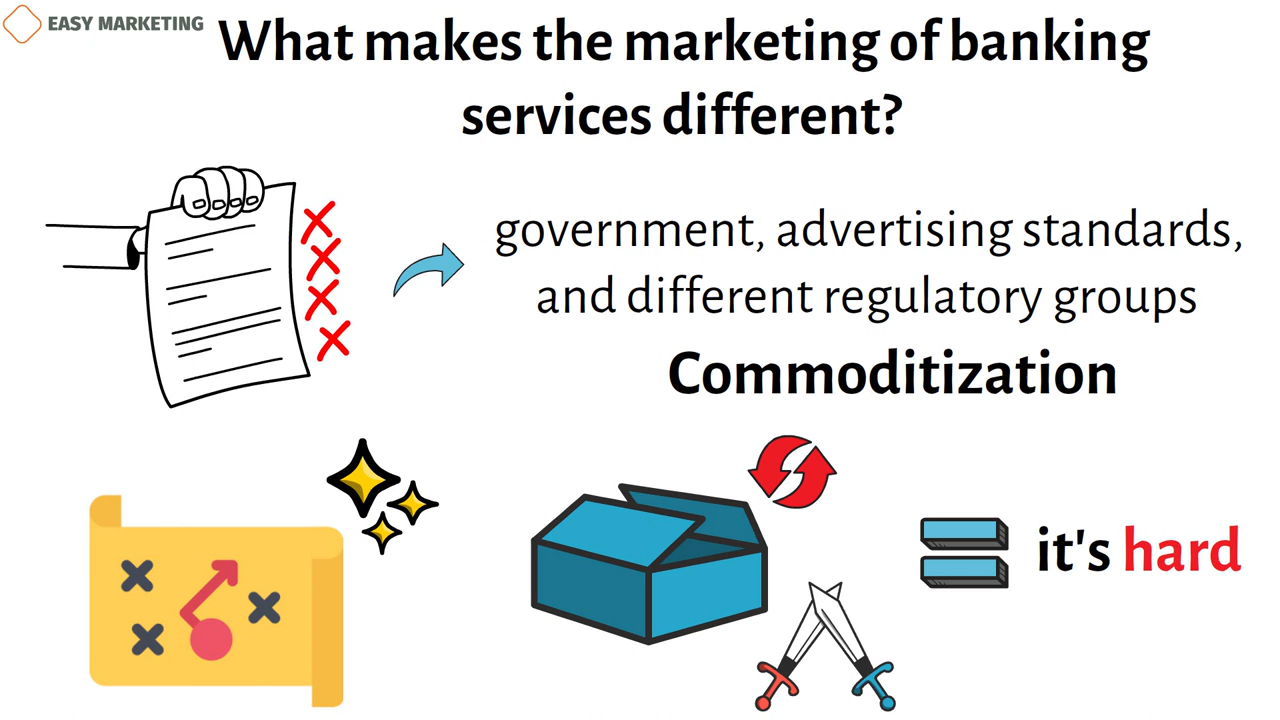 EASY MARKETING
What makes the marketing of banking
services different?
government, advertising standards,
and different regulatory groups
Commoditization
it's hard